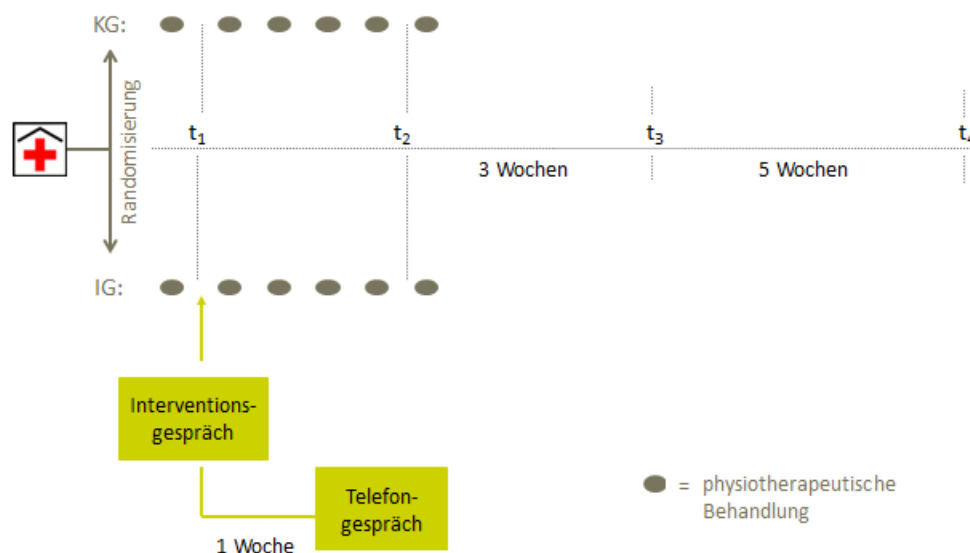 KG:
Randomisierung
t₁
t₂
t₃
3 Wochen
5 Wochen
IG:
Interventions-
gespräch
Telefon-
gespräch
1 Woche
= physiotherapeutische
Behandlung